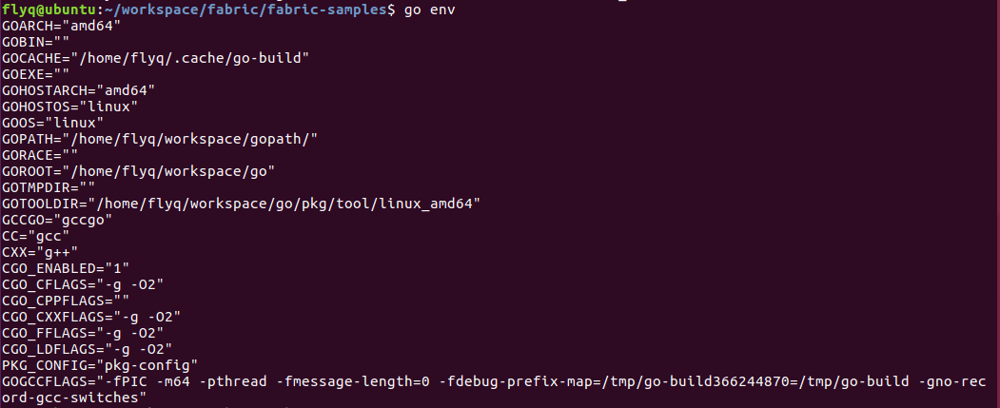 flyq@ubuntu:~/workspace/fabric/fabric-samples$ go env
GOARCH="amd64"
GOBIN=""
GOCACHE="/home/flyq/.cache/go-build"
GOEXE=""
GOHOSTARCH="amd64"
GOHOSTOS="linux"
GOOS="linux"
GOPATH="/home/flyq/workspace/gopath/"
GORACE=""
GOROOT="/home/flyq/workspace/go"
GOTMPDIR=""
GOTOOLDIR="/home/flyq/workspace/go/pkg/tool/linux_amd64"
GCCGO="gccgo"
CC="gcc"
CXX="g++"
CGO_ENABLED="1"
CGO_CFLAGS="-g -O2"
CGO_CPPFLAGS=""
CGO_CXXFLAGS="-g -O2"
CGO_FFLAGS="-g -O2"
CGO_LDFLAGS="-g -O2"
PKG_CONFIG="pkg-config"
GOGCCFLAGS="-fPIC -m64 -pthread -fmessage-length=0 -fdebug-prefix-map=/tmp/go-build366244870=/tmp/go-build -gno-rec
ord-gcc-switches"